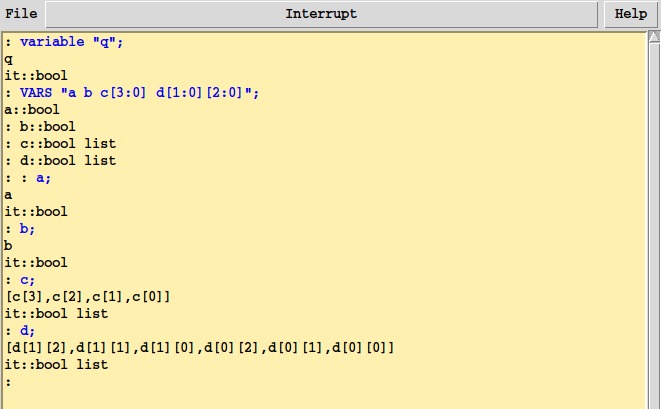 File Interrupt Help
: variable "q";
q
it::bool
: VARS "a b c[3:0] d[1:0][2:0]";
a::bool
: b::bool
: c::bool list
: d::bool list
: : a;
a
it::bool
: b;
b
it::bool
: c;
[c[3],c[2],c[1],c[0]]
it::bool list
: d;
[d[1][2],d[1][1],d[1][0],d[0][2],d[0][1],d[0][0]]
it::bool list
: